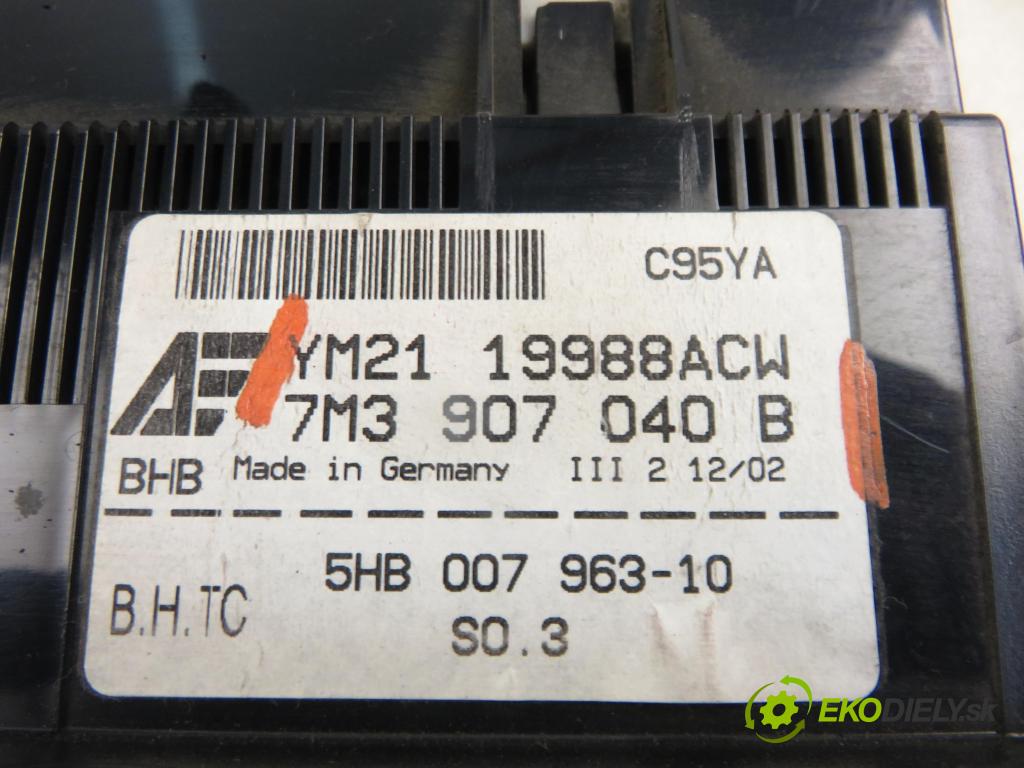 C95YA
AF YM21 19988ACW
7M3 907 040 B
BHB Made in Germany III 2 12/02
5HB 007 963-10
B.H.TC
SO.3
EKODIELY.sk